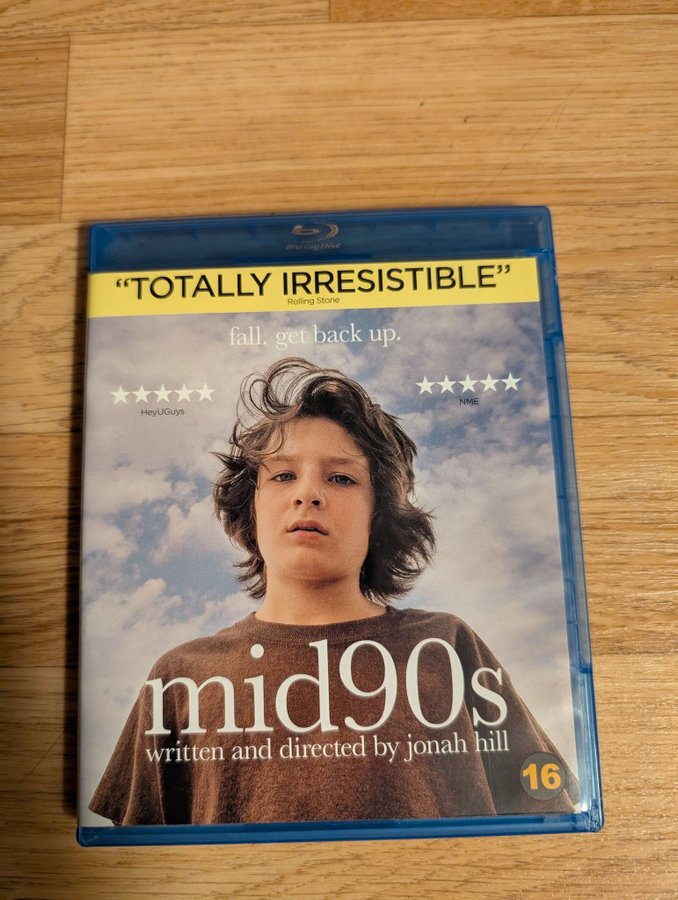 Blu-ray Disc
“TOTALLY IRRESISTIBLE”
Rolling Stone
fall. get back up.
HeyUGuys
NME
mid90s
written and directed by jonah hill
16